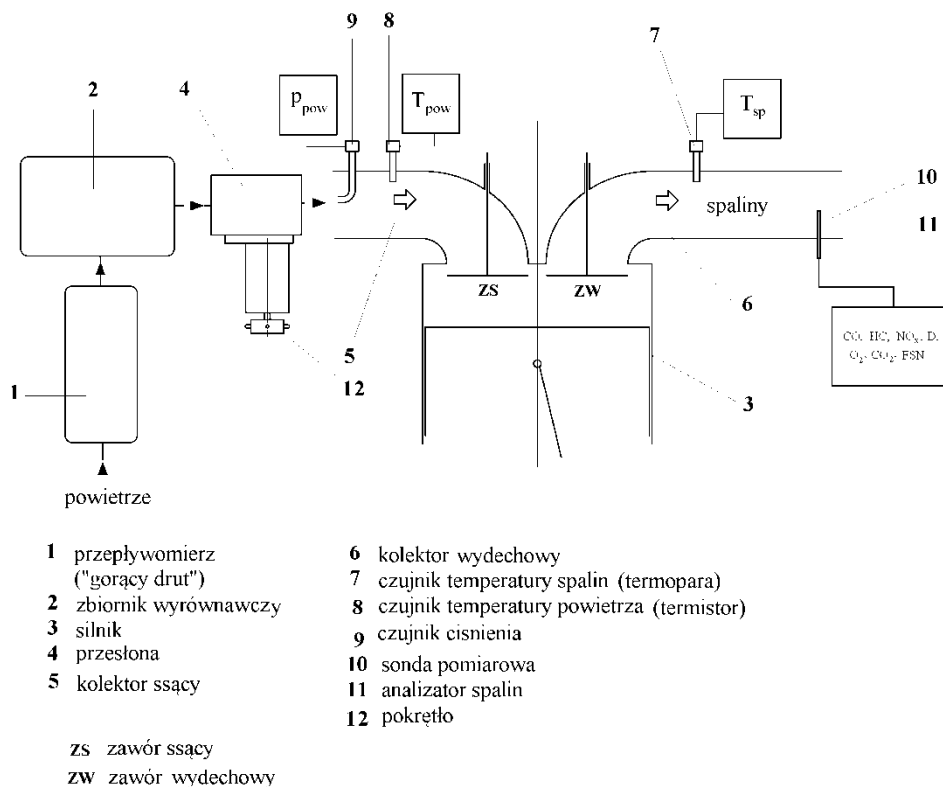 9
8
7
2
4
p pow
T pow
T sp
10
spaliny
11
ZS
ZW
6
CO, HC, NOx, D,
O2, CO2, FSN
5
12
3
1
powietrze
1 przepływomierz
("gorący drut")
2 zbiornik wyrównawczy
3 silnik
4 przesłona
5 kolektor ssący
6 kolektor wydechowy
7 czujnik temperatury spalin (termopara)
8 czujnik temperatury powietrza (termistor)
9 czujnik cisnienia
10 sonda pomiarowa
11 analizator spalin
12 pokrętło
ZS zawór ssący
ZW zawór wydechowy